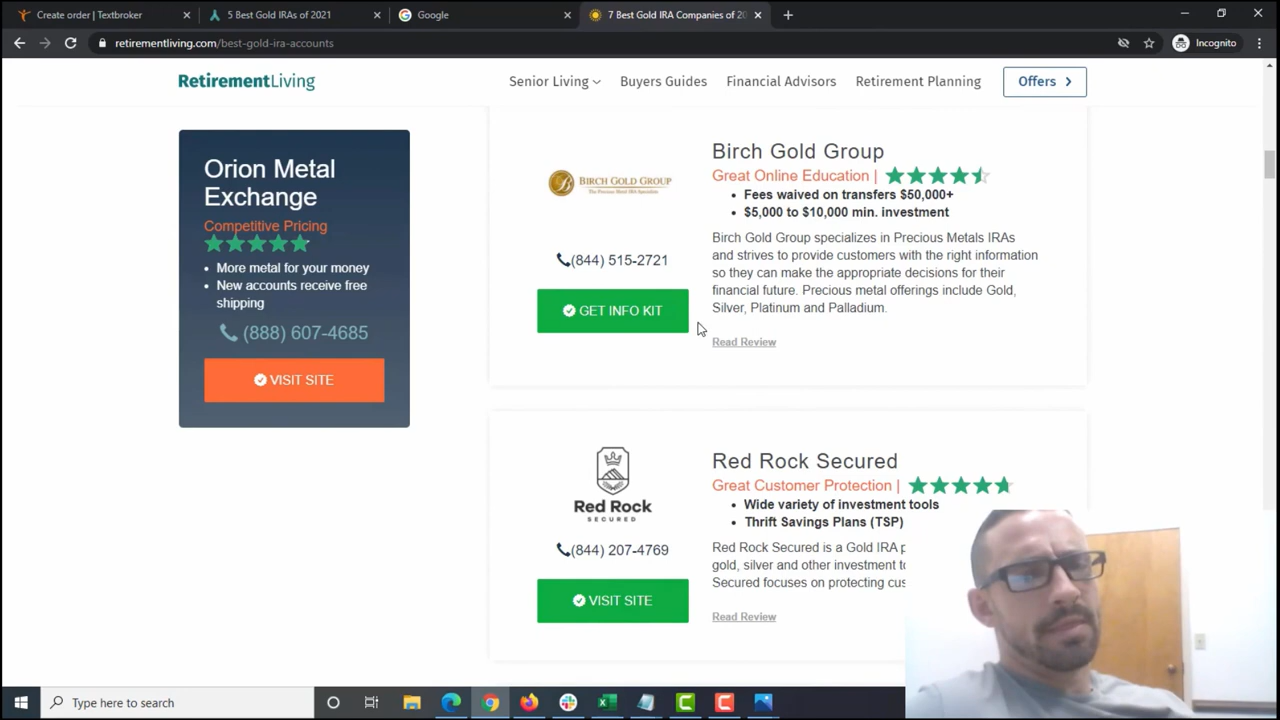 Create order | Textbroker
5 Best Gold IRAs of 2021
Google
7 Best Gold IRA Companies of 20
retirementliving.com/best-gold-ira-accounts
Incognito
RetirementLiving
Senior Living
Buyers Guides
Financial Advisors
Retirement Planning
Offers
Orion Metal
Exchange
Competitive Pricing
More metal for your money
New accounts receive free
shipping
(888) 607-4685
VISIT SITE
BIRCH GOLD GROUP
(844) 515-2721
GET INFO KIT
Birch Gold Group
Great Online Education |
Fees waived on transfers $50,000+
$5,000 to $10,000 min. investment
Birch Gold Group specializes in Precious Metals IRAs
and strives to provide customers with the right information
so they can make the appropriate decisions for their
financial future. Precious metal offerings include Gold,
Silver, Platinum and Palladium.
Read Review
Red Rock
SECURED
(844) 207-4769
VISIT SITE
Red Rock Secured
Great Customer Protection |
Wide variety of investment tools
Thrift Savings Plans (TSP)
Red Rock Secured is a Gold IRA
gold, silver and other investment
Secured focuses on protecting
Read Review
Type here to search